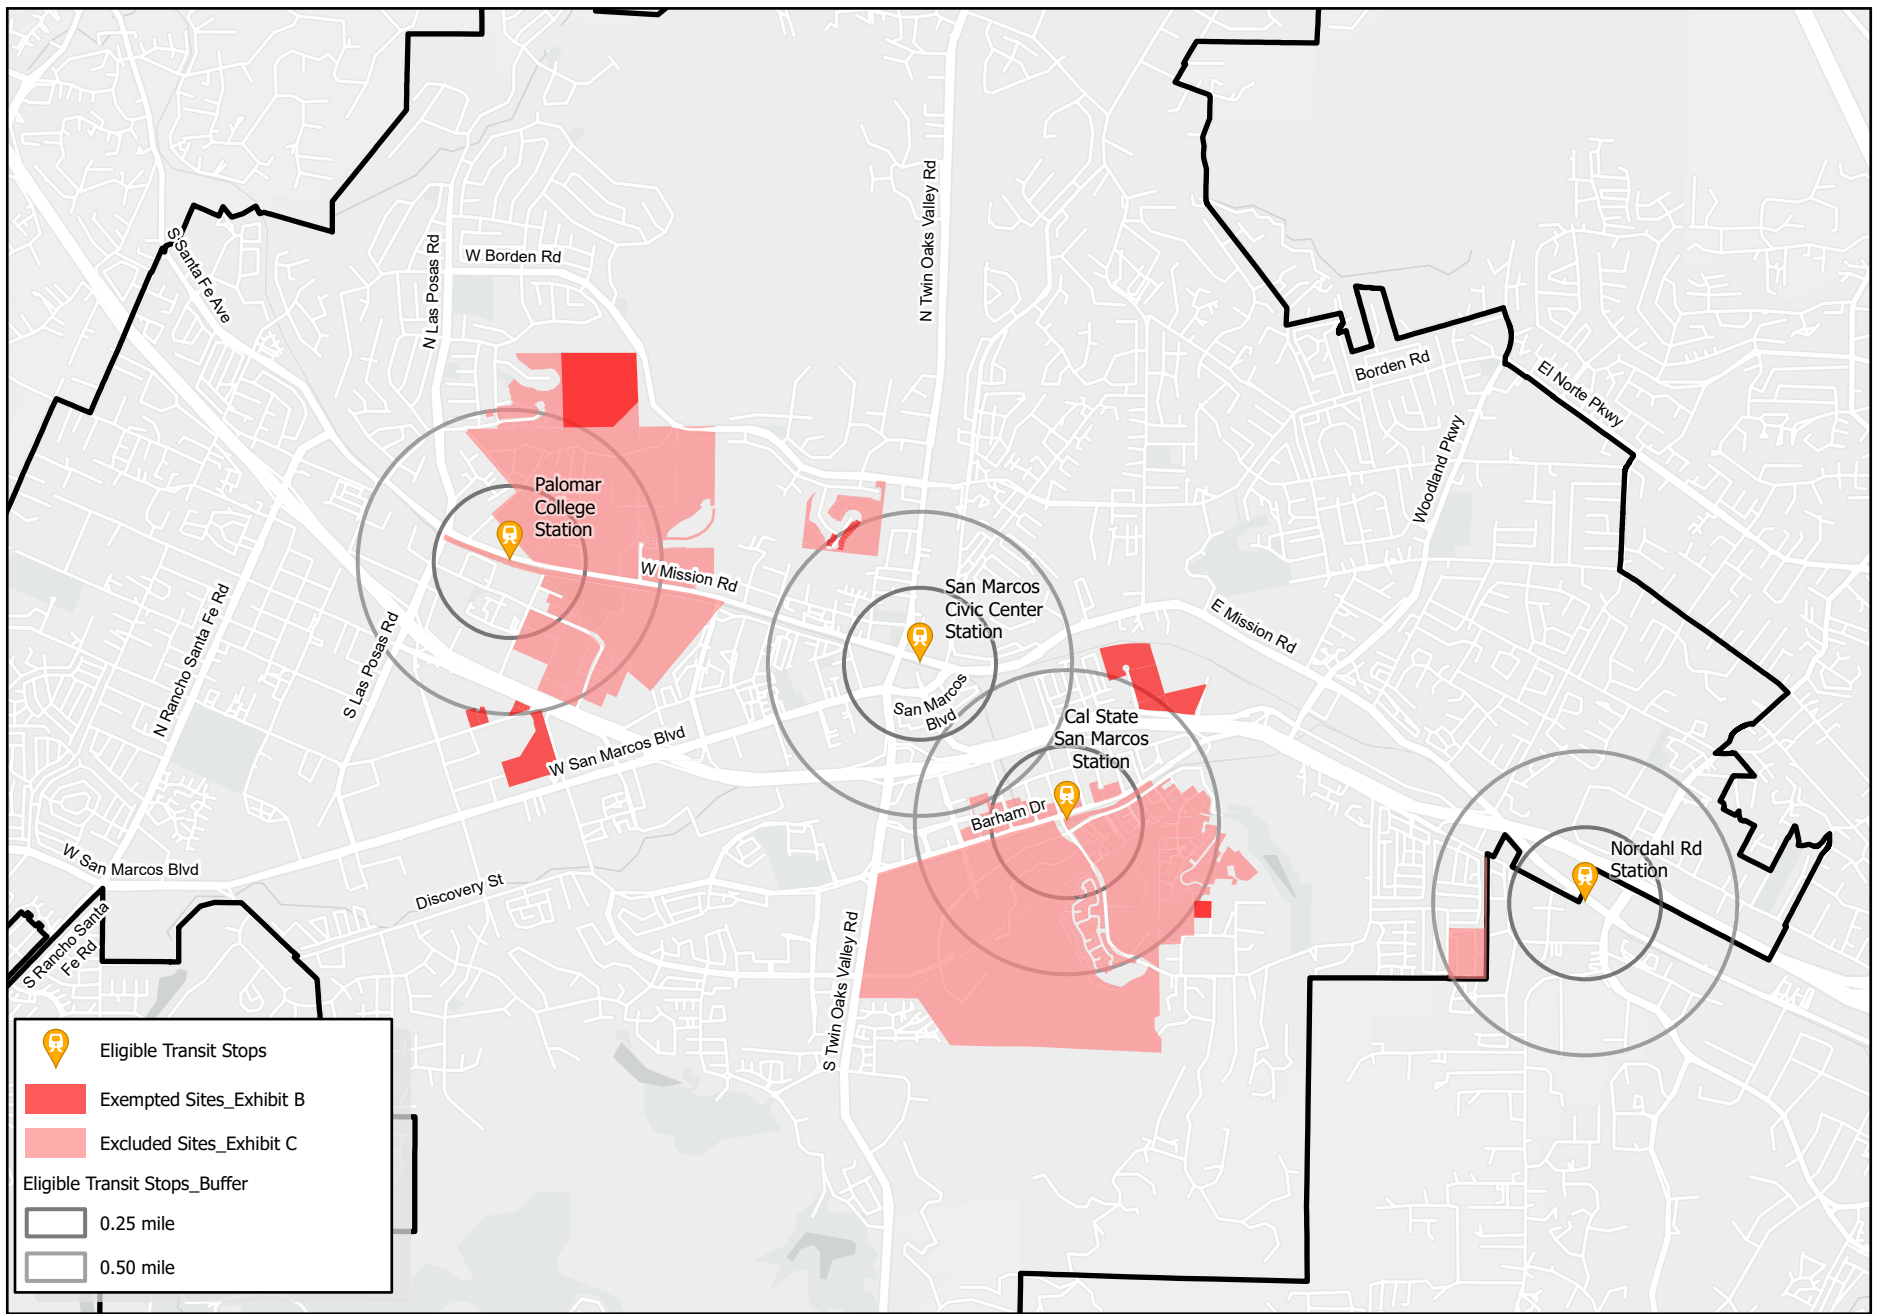 S Santa Fe Ave
N Las Posas Rd
W Borden Rd
N Twin Oaks Valley Rd
Borden Rd
El Norte Pkwy
Woodland Pkwy
Palomar
College
Station
W Mission Rd
San Marcos
Civic Center
Station
E Mission Rd
N Rancho Santa Fe Rd
S Las Posas Rd
San Marcos
Blvd
Cal State
San Marcos
Station
W San Marcos Blvd
Barham Dr
Nordahl Rd
Station
W San Marcos Blvd
Discovery St
S Rancho Santa
Fe Rd
S Twin Oaks Valley Rd
Eligible Transit Stops
Exempted Sites_Exhibit B
Excluded Sites_Exhibit C
Eligible Transit Stops_Buffer
0.25 mile
0.50 mile